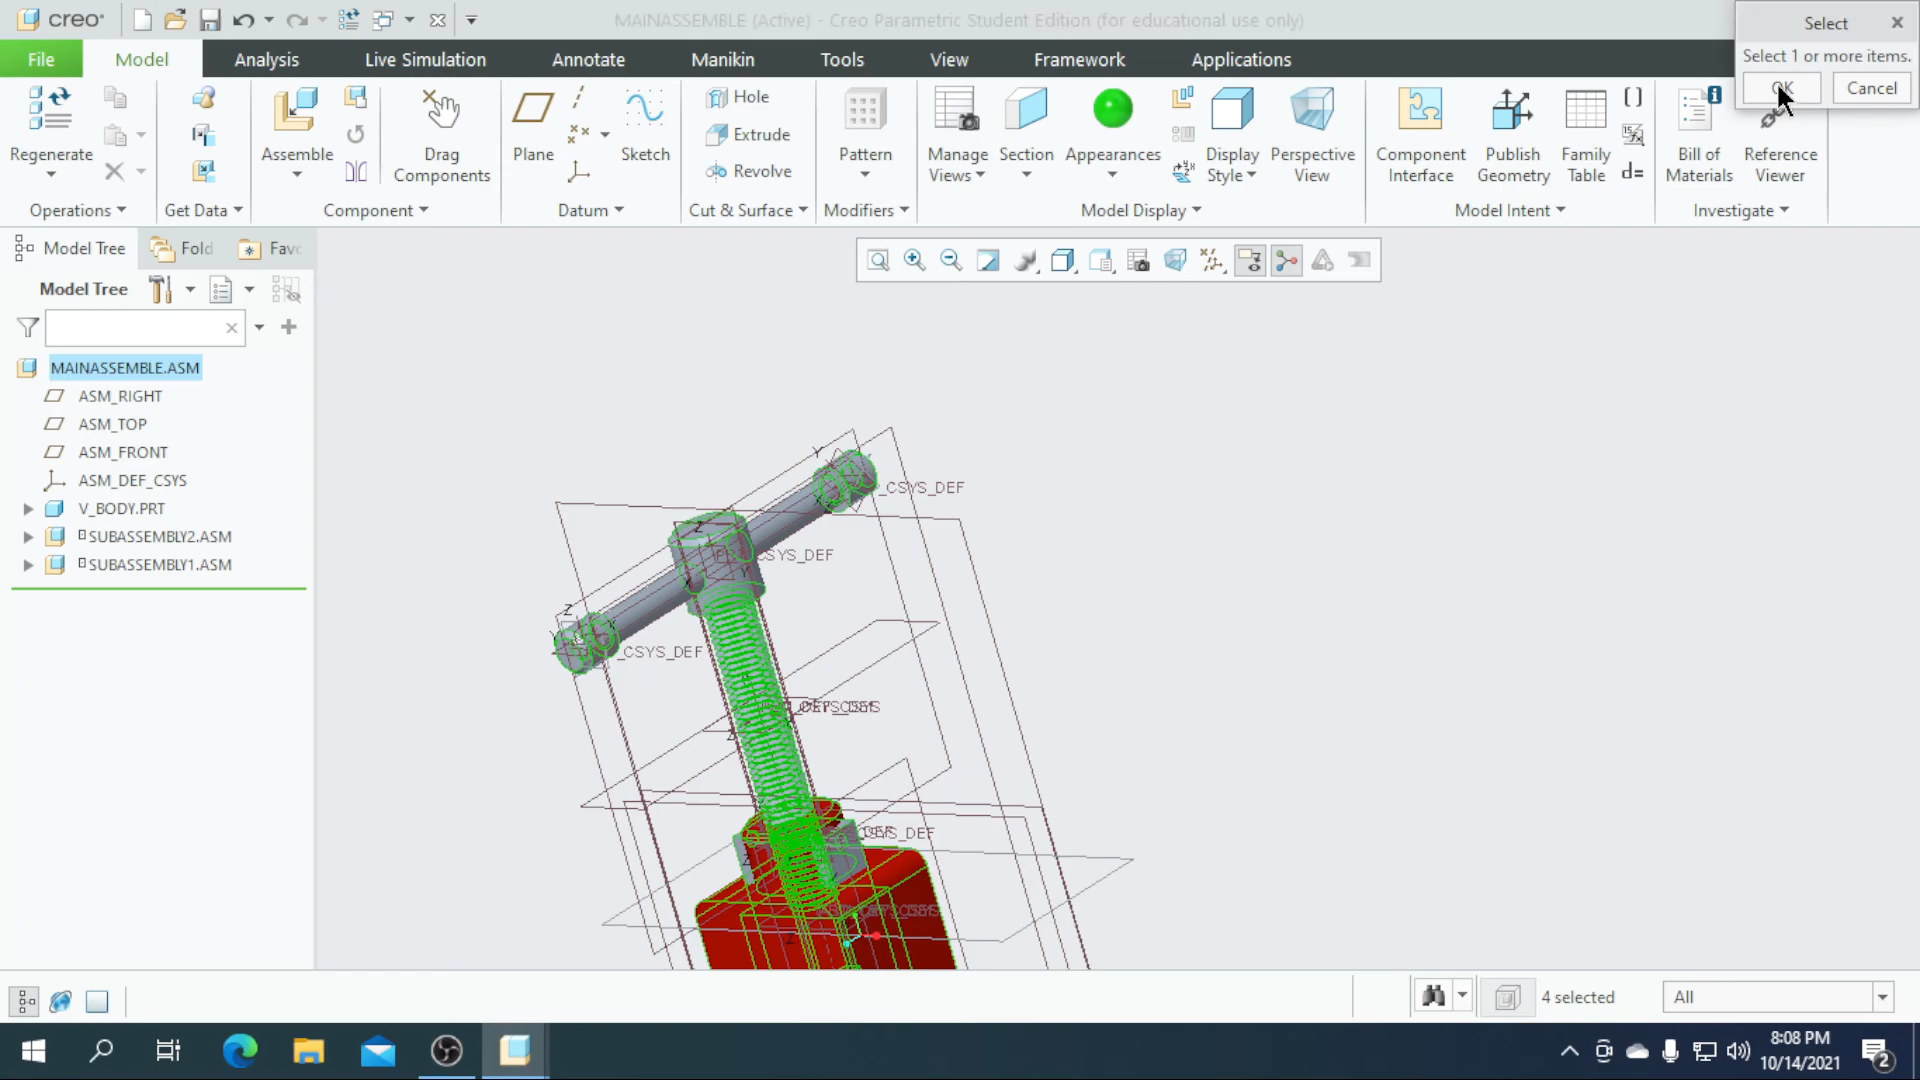 creo
MAINASSEMBLE (Active) - Creo Parametric Student Edition (for educational use only)
Select
Select 1 or more items.
OK
Cancel
File
Model
Analysis
Live Simulation
Annotate
Manikin
Tools
View
Framework
Applications
Regenerate
Operations
Get Data
Assemble
Drag
Components
Component
Plane
Sketch
Datum
Hole
Extrude
Revolve
Cut & Surface
Pattern
Modifiers
Manage
Views
Section
Appearances
Display
Style
Perspective
View
Model Display
Component
Interface
Publish
Geometry
Family
Table
d=
Model Intent
Bill of
Materials
Reference
Viewer
Investigate
Model Tree
Fold
Favo
Model Tree
MAINASSEMBLE.ASM
ASM_RIGHT
ASM_TOP
ASM_FRONT
ASM_DEF_CSYS
V_BODY.PRT
SUBASSEMBLY2.ASM
SUBASSEMBLY1.ASM
Y
_CSYS_DEF
Z
CSYS_DEF
Z
_CSYS_DEF
Z
Z
_CSYS_DEF
Z
4 selected
All
8:08 PM
10/14/2021
2